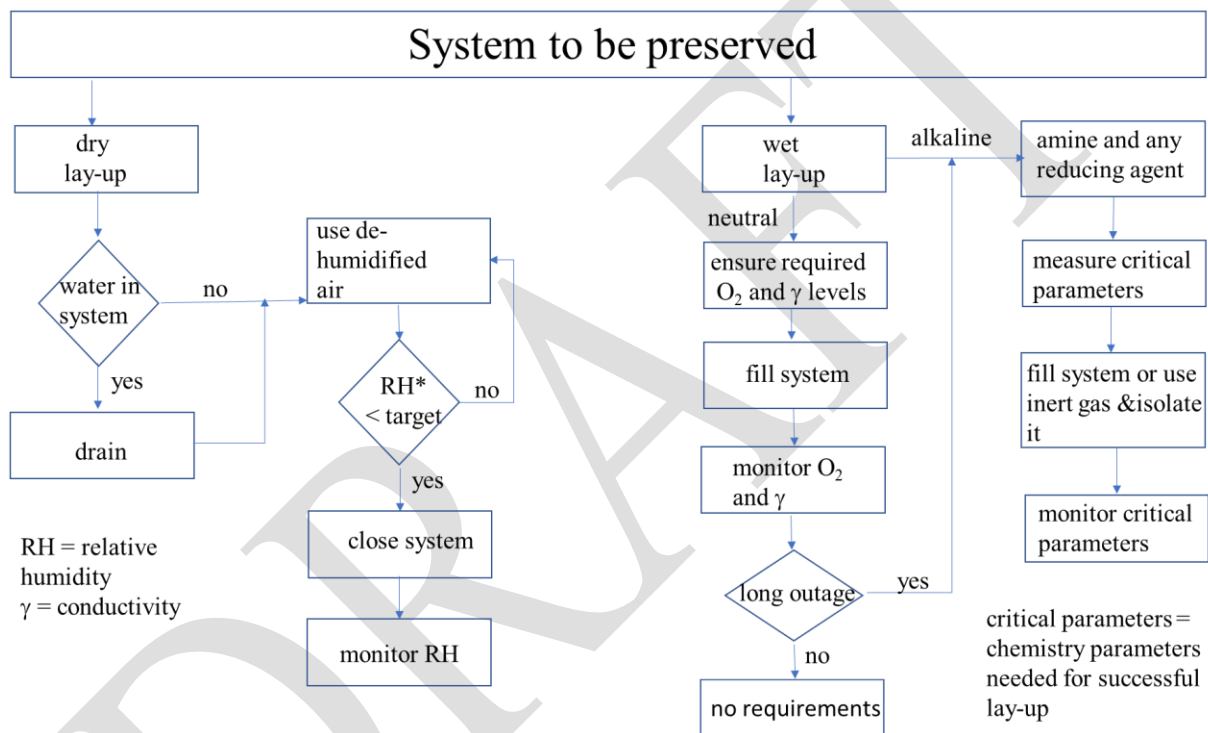 System to be preserved
dry
lay-up
water in
system
no
yes
drain
use de-
humidified
air
RH*
< target
no
yes
close system
monitor RH
RH = relative
humidity
γ = conductivity
wet
lay-up
alkaline
neutral
ensure required
O₂ and γ levels
fill system
monitor O₂
and γ
long outage
yes
no
no requirements
amine and any
reducing agent
measure critical
parameters
fill system or use
inert gas &isolate
it
monitor critical
parameters
critical parameters =
chemistry parameters
needed for successful
lay-up
DRAFT